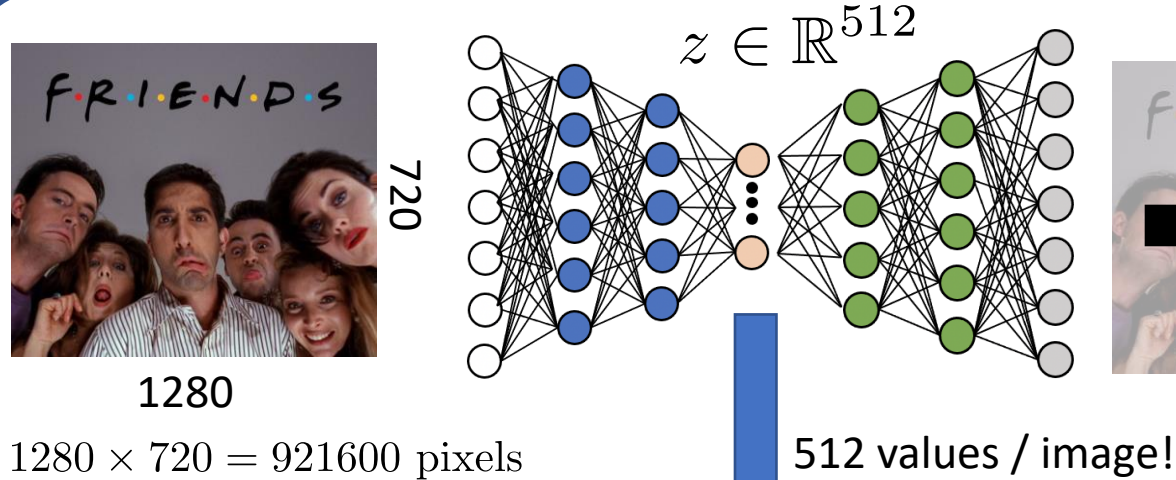 F·R·I·E·N·D·S
720
1280
1280 × 720 = 921600 pixels
z ∈ ℝ^512
512 values / image!
F